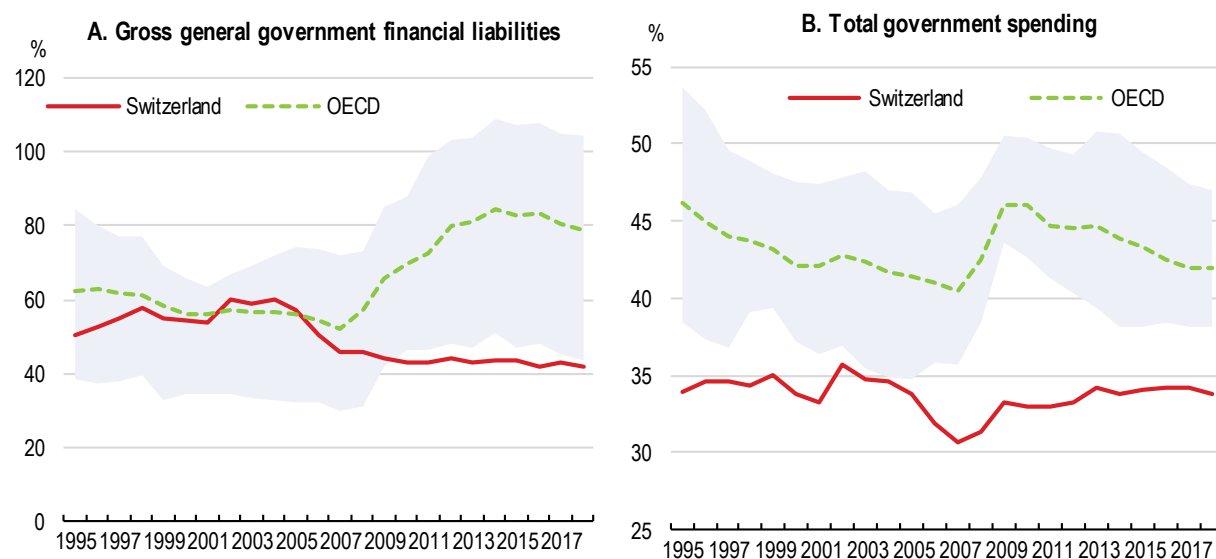 A. Gross general government financial liabilities
%
120
Switzerland OECD
100
80
60
40
20
0
1995 1997 1999 2001 2003 2005 2007 2009 2011 2013 2015 2017
B. Total government spending
%
55
Switzerland OECD
50
45
40
35
30
25
1995 1997 1999 2001 2003 2005 2007 2009 2011 2013 2015 2017